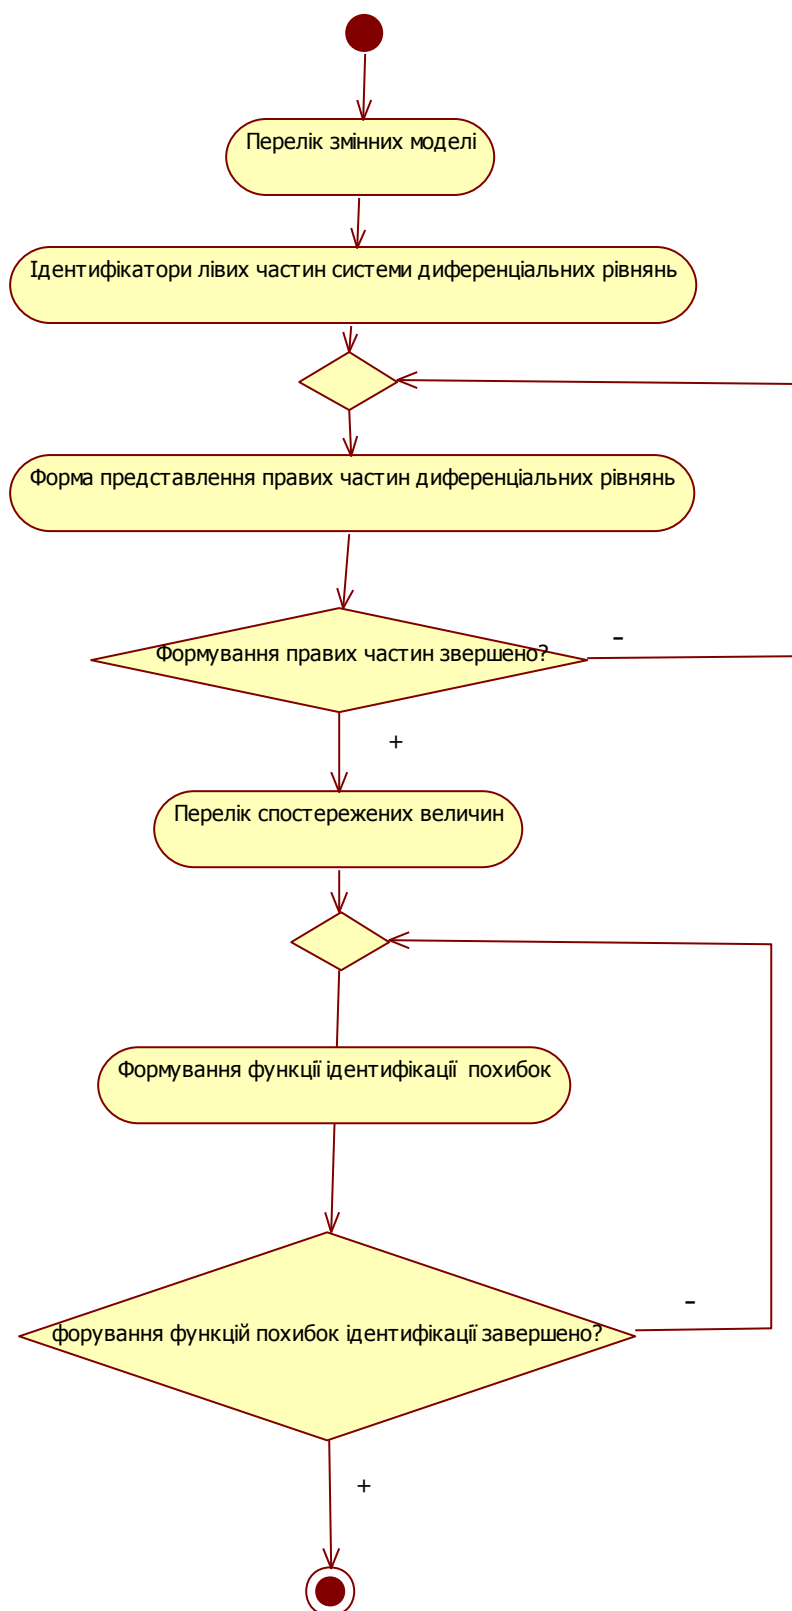 Перелік змінних моделі
Ідентифікатори лівих частин системи диференціальних рівнянь
Форма представлення правих частин диференціальних рівнянь
Формування правих частин звершено?
-
+
Перелік спостережених величин
Формування функції ідентифікації похибок
-
форування функцій похибок ідентифікації завершено?
+